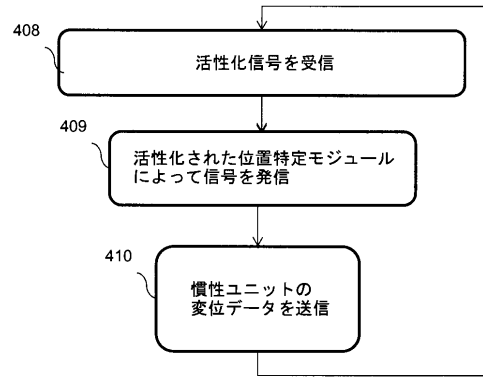 408
活性化信号を受信
409
活性化された位置特定モジュール
によって信号を発信
410
慣性ユニットの
変位データを送信